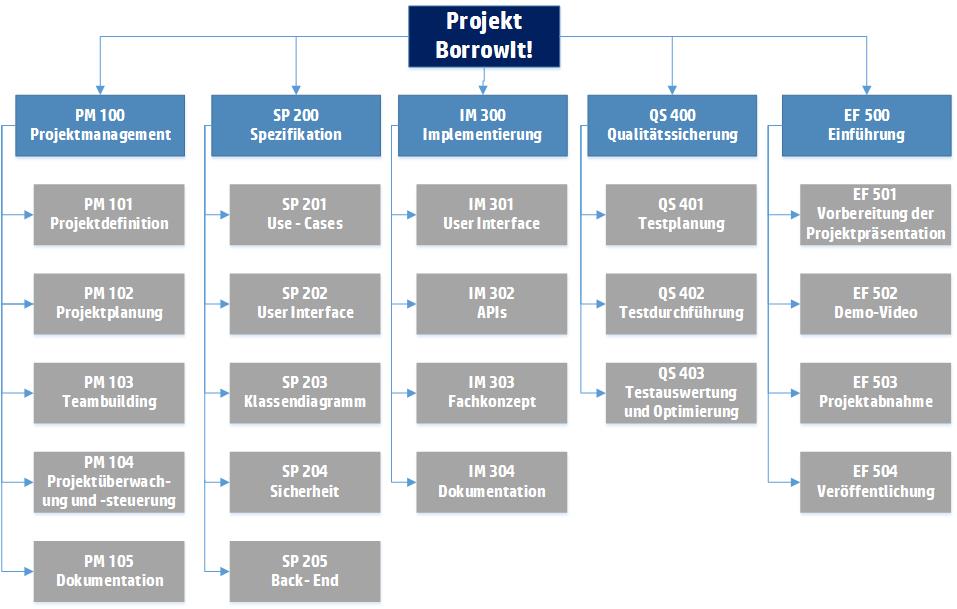 Projekt
BorrowIt!
PM 100
Projektmanagement
SP 200
Spezifikation
IM 300
Implementierung
QS 400
Qualitätssicherung
EF 500
Einführung
PM 101
Projektdefinition
SP 201
Use - Cases
IM 301
User Interface
QS 401
Testplanung
EF 501
Vorbereitung der
Projektpräsentation
PM 102
Projektplanung
SP 202
User Interface
IM 302
APIs
QS 402
Testdurchführung
EF 502
Demo-Video
PM 103
Teambuilding
SP 203
Klassendiagramm
IM 303
Fachkonzept
QS 403
Testauswertung
und Optimierung
EF 503
Projektabnahme
PM 104
Projektüberwach-
ung und -steuerung
SP 204
Sicherheit
IM 304
Dokumentation
EF 504
Veröffentlichung
PM 105
Dokumentation
SP 205
Back- End